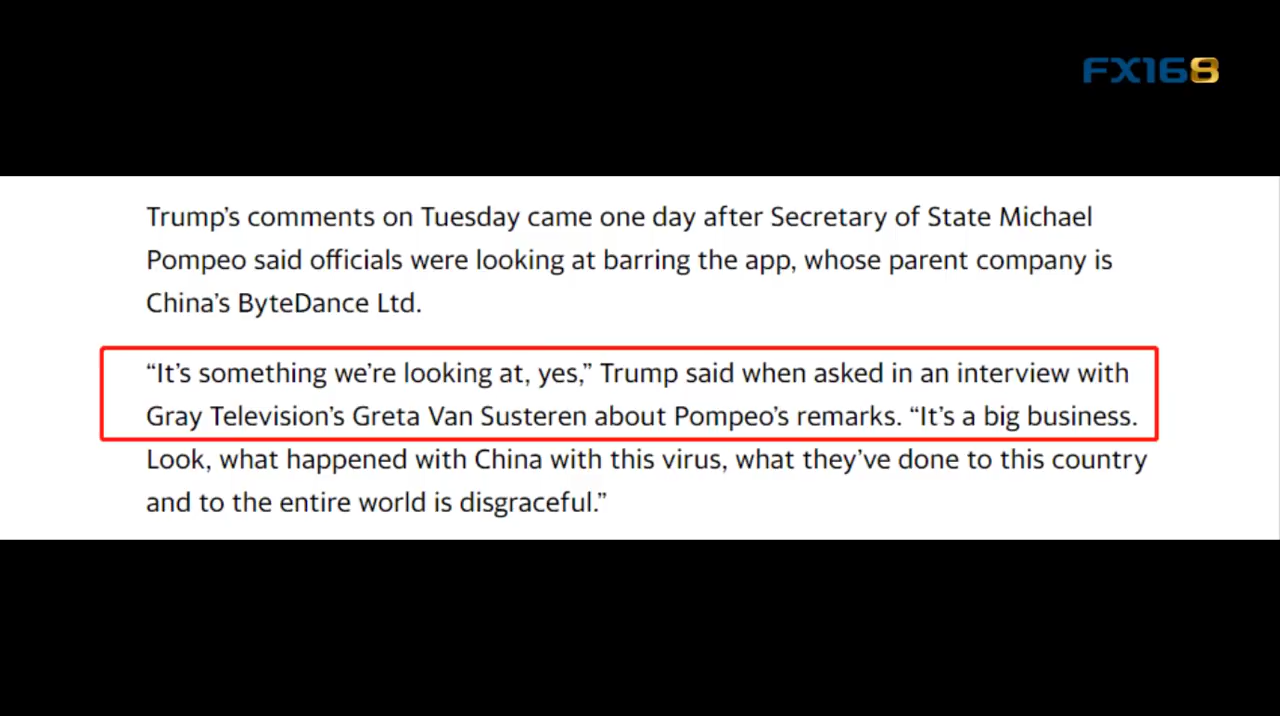 FX168
Trump’s comments on Tuesday came one day after Secretary of State Michael
Pompeo said officials were looking at barring the app, whose parent company is
China’s ByteDance Ltd.
“It’s something we’re looking at, yes,” Trump said when asked in an interview with
Gray Television’s Greta Van Susteren about Pompeo’s remarks. “It’s a big business.
Look, what happened with China with this virus, what they’ve done to this country
and to the entire world is disgraceful.”